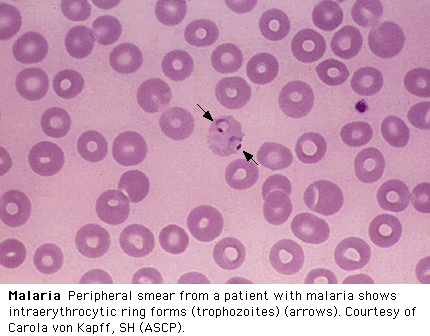 Malaria Peripheral smear from a patient with malaria shows
intraerythrocytic ring forms (trophozoites) (arrows). Courtesy of
Carola von Kapff, SH (ASCP).